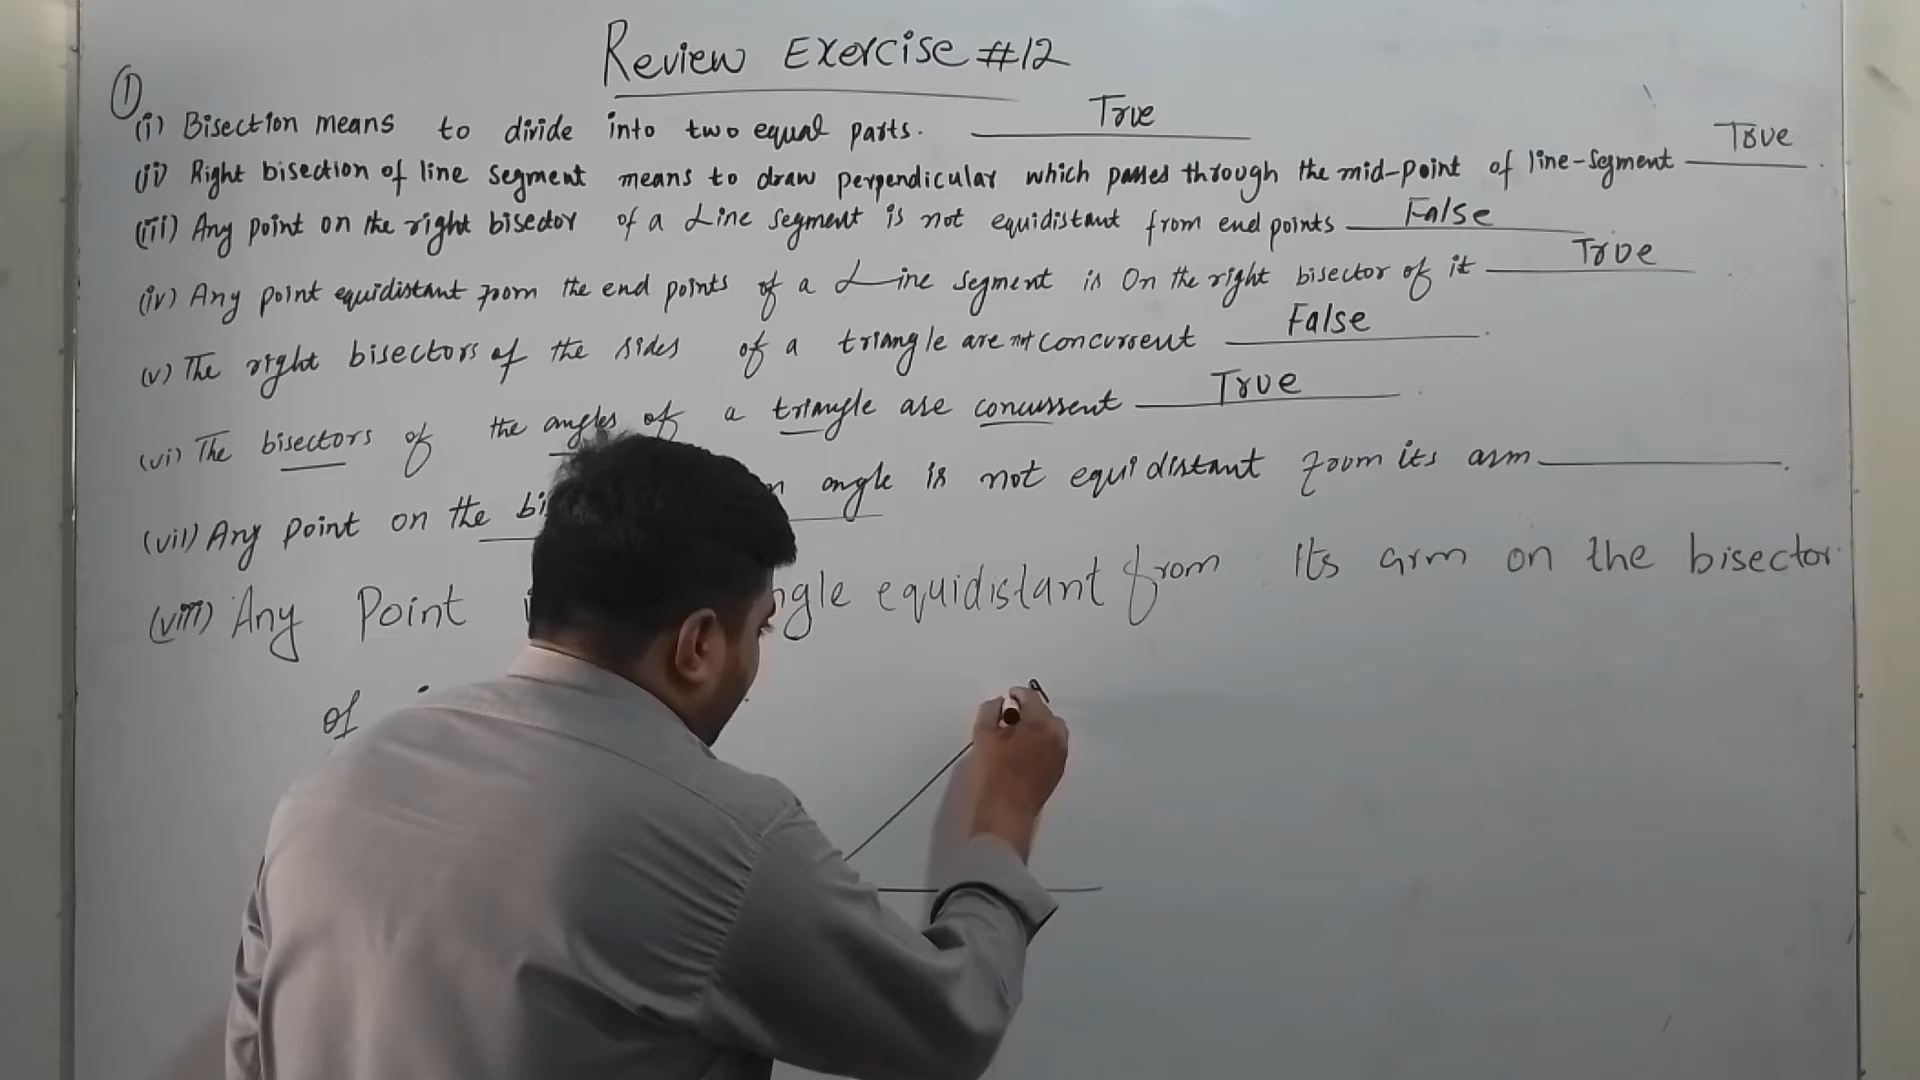 Review Exercise #12
①
(i) Bisection means to divide into two equal parts. True
(ii) Right bisection of line segment means to draw perpendicular which passes through the mid-point of line-segment True
(iii) Any point on the right bisector of a Line segment is not equidistant from end points False
(iv) Any point equidistant from the end points of a Line segment is On the right bisector of it True
(v) The right bisectors of the sides of a triangle are not concurrent False
(vi) The bisectors of the angles of a triangle are concurrent True
(vii) Any point on the angle is not equidistant from its arm
(viii) Any Point equidistant from Its arm on the bisector
of